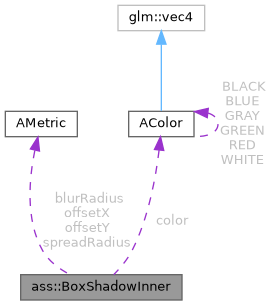 glm::vec4
BLACK
BLUE
GRAY
GREEN
RED
WHITE
AMetric
AColor
blurRadius
offsetX
offsetY
spreadRadius
color
ass::BoxShadowInner